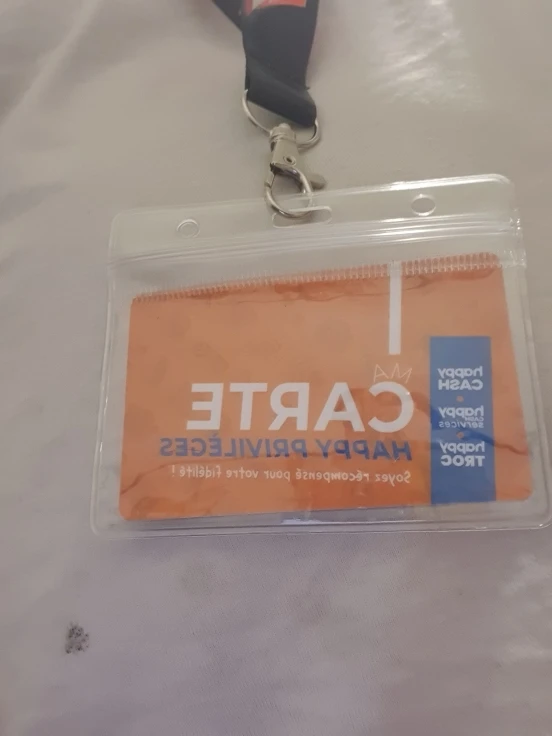 MA
CARTE
HAPPY PRIVILÈGES
Soyez récompensé pour votre fidélité !
happy
CASH
happy
CASH
services
happy
TROC